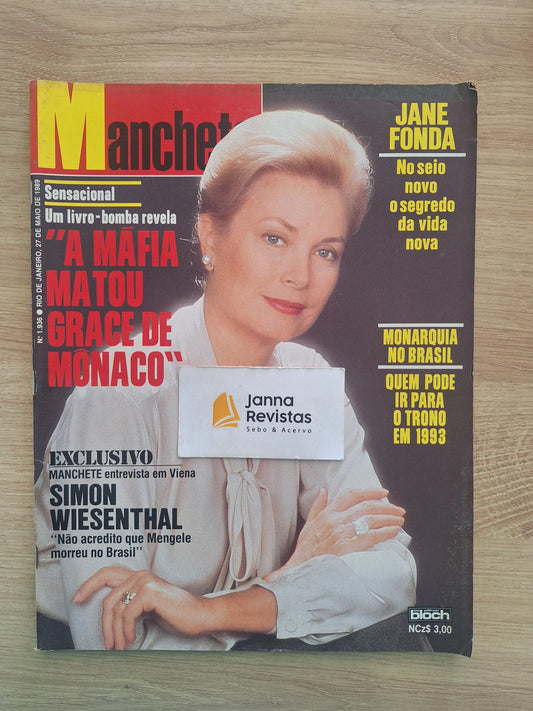 Manchete
Sensacional
Um livro-bomba revela
"A MÁFIA
MATOU
GRACE DE
MÔNACO"
Nº 1.936 ● RIO DE JANEIRO, 27 DE MAIO DE 1989
JANE
FONDA
No seio
novo
o segredo
da vida
nova
MONARQUIA
NO BRASIL
QUEM PODE
IR PARA
O TRONO
EM 1993
Janna
Revistas
Sebo & Acervo
EXCLUSIVO
MANCHETE entrevista em Viena
SIMON
WIESENTHAL
"Não acredito que Mengele
morreu no Brasil"
bloch
NCz$ 3,00